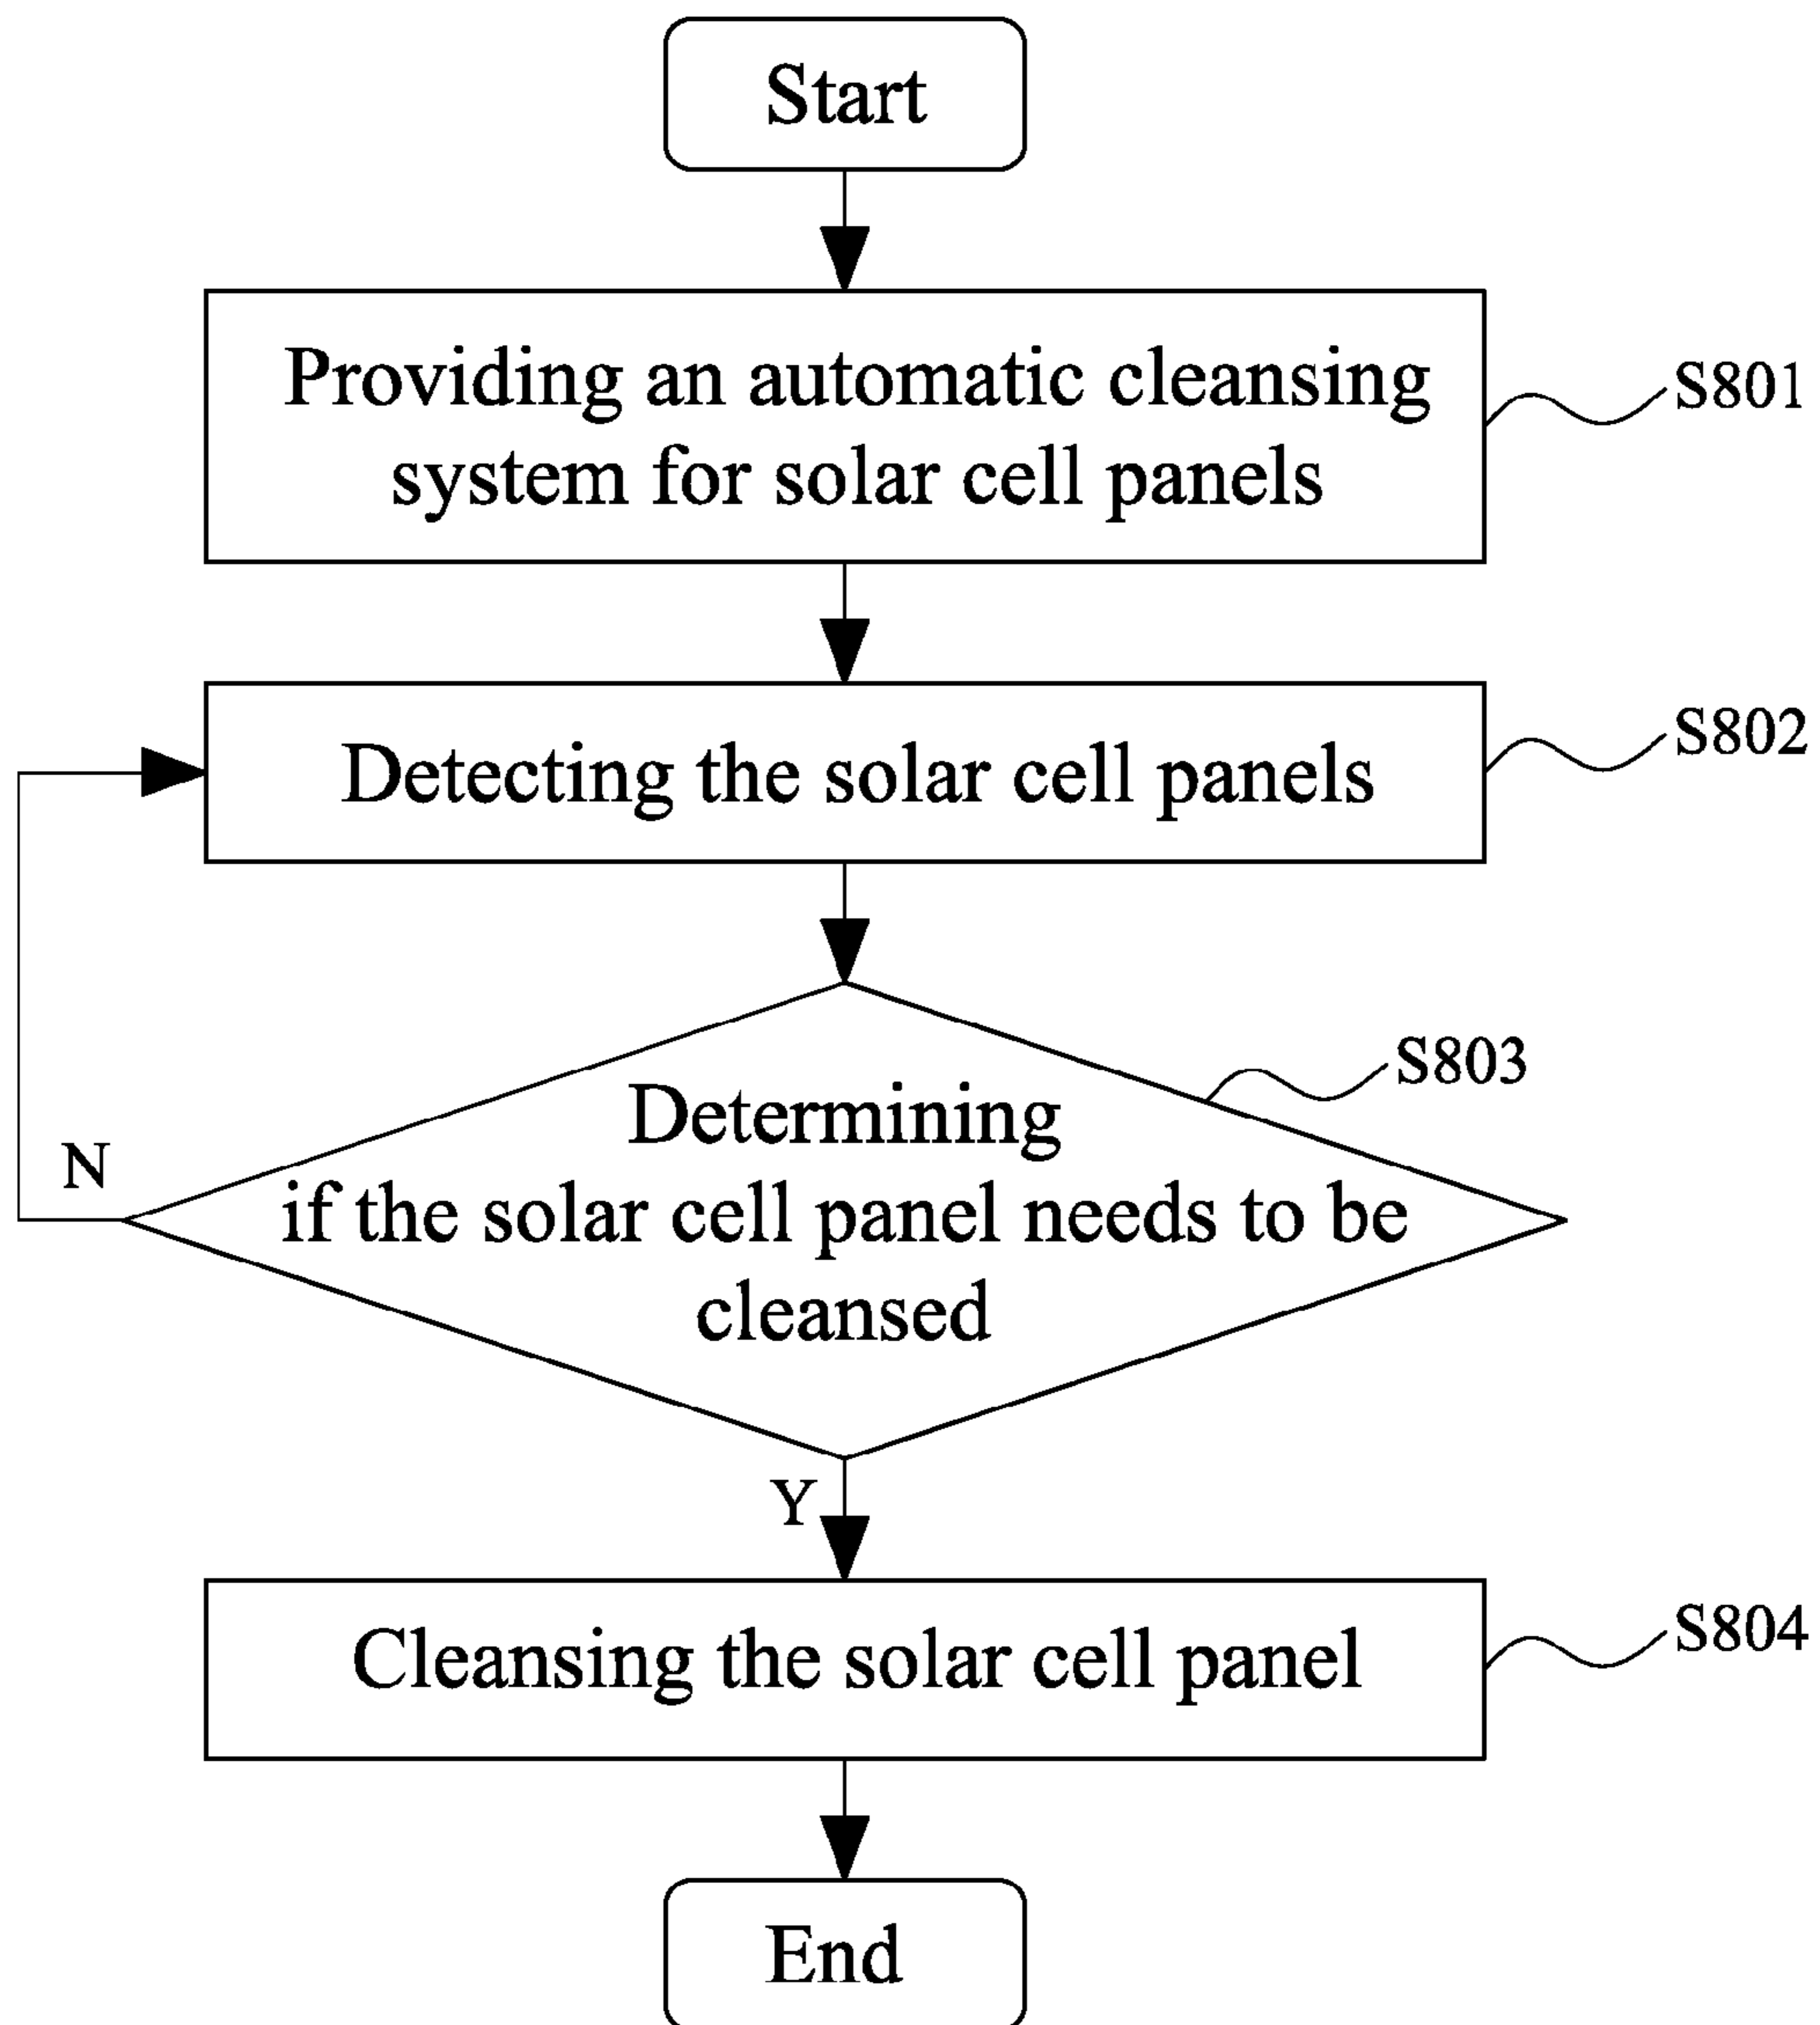 Start
Providing an automatic cleansing
system for solar cell panels
S801
Detecting the solar cell panels
S802
Determining
if the solar cell panel needs to be
cleansed
S803
N
Y
Cleansing the solar cell panel
S804
End